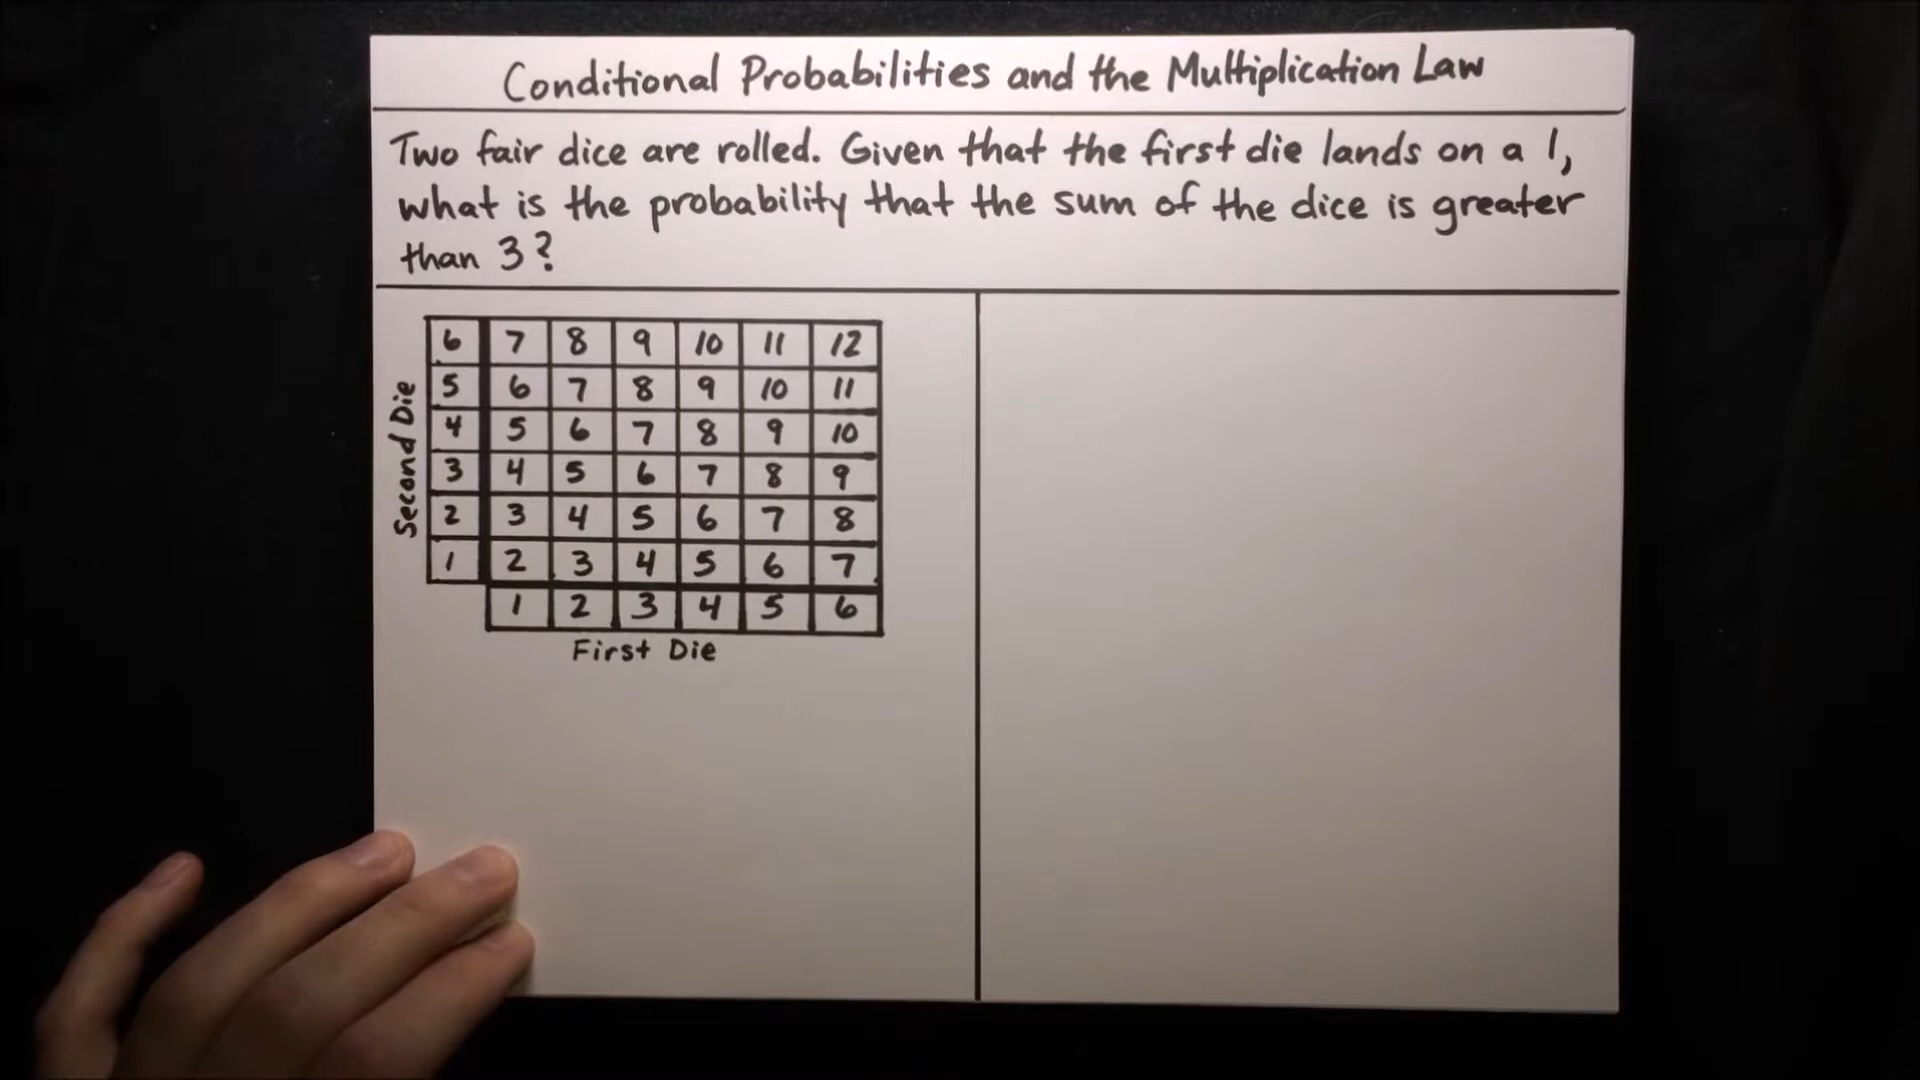 Conditional Probabilities and the Multiplication Law
Two fair dice are rolled. Given that the first die lands on a 1,
what is the probability that the sum of the dice is greater
than 3?
Second Die
6 7 8 9 10 11 12
5 6 7 8 9 10 11
4 5 6 7 8 9 10
3 4 5 6 7 8 9
2 3 4 5 6 7 8
1 2 3 4 5 6 7
1 2 3 4 5 6
First Die